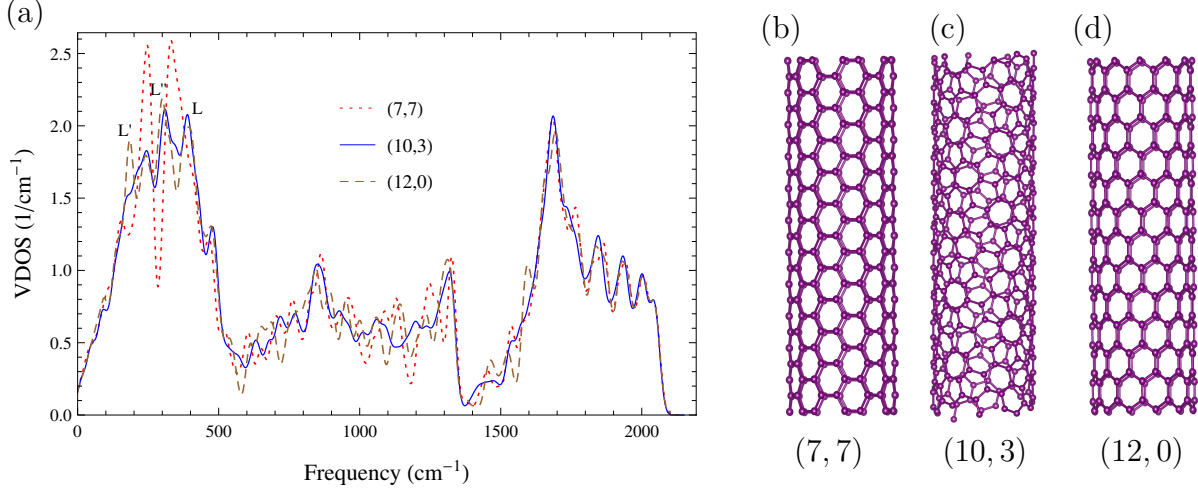 (a)
VDOS (1/cm⁻¹)
2.5
2.0
1.5
1.0
0.5
0.0
L'
L'
L
(7,7)
(10,3)
(12,0)
0
500
1000
1500
2000
Frequency (cm⁻¹)
(b)
(c)
(d)
(7, 7)
(10, 3)
(12, 0)